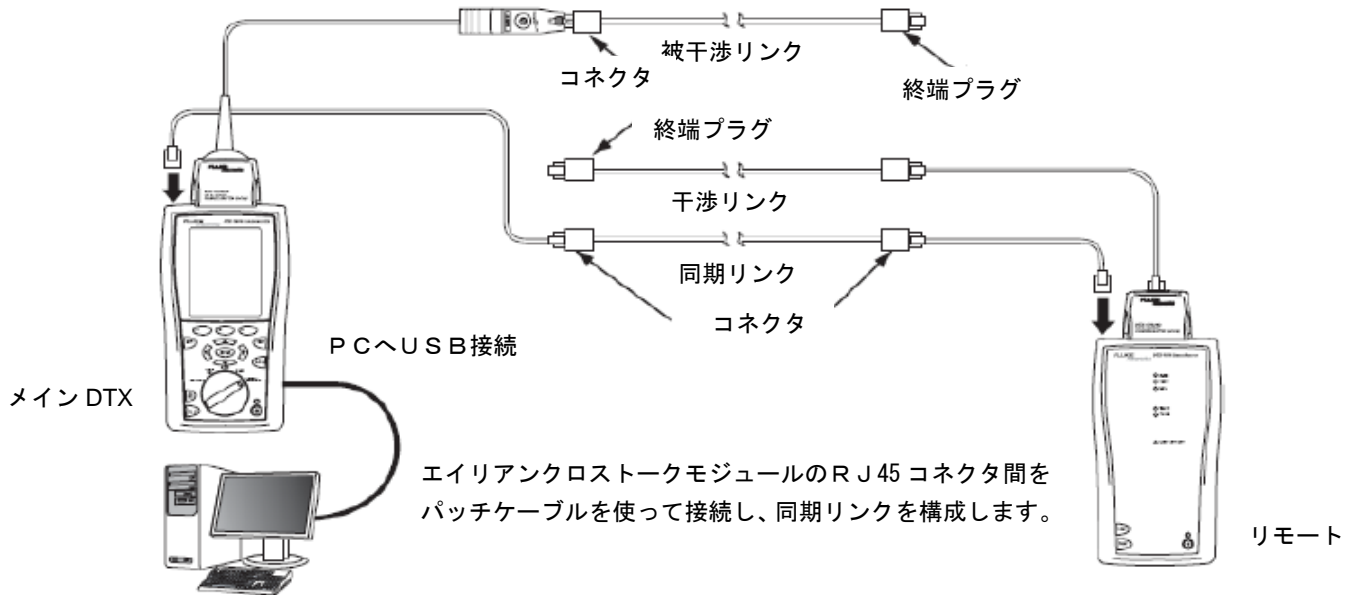 被干渉リンク
コネクタ
終端プラグ
終端プラグ
干渉リンク
同期リンク
コネクタ
PCへUSB接続
メイン DTX
エイリアンクロストークモジュールのRJ45 コネクタ間を
パッチケーブルを使って接続し、同期リンクを構成します。
リモート
FLUKE
FLUKE